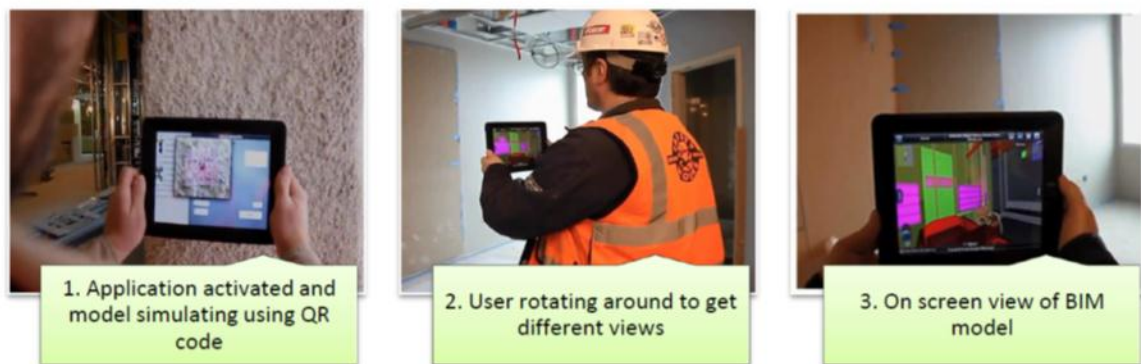 1. Application activated and
model simulating using QR
code
2. User rotating around to get
different views
3. On screen view of BIM
model